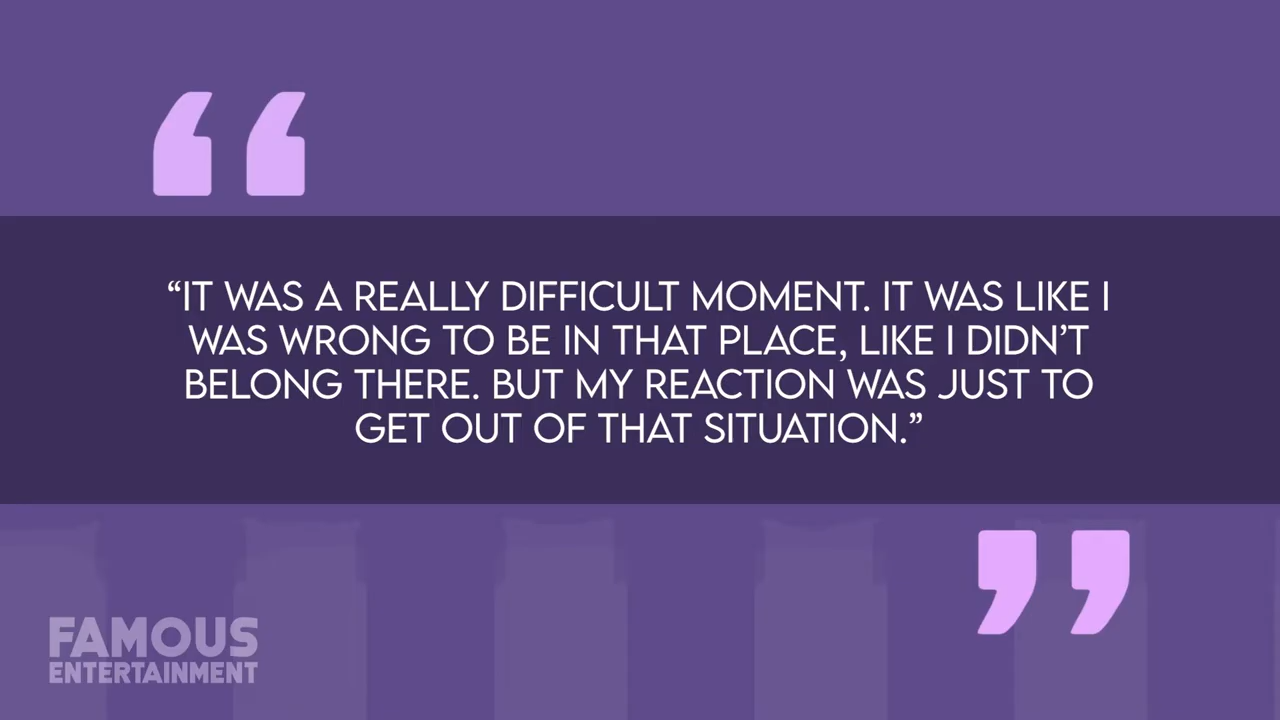 “IT WAS A REALLY DIFFICULT MOMENT. IT WAS LIKE I
WAS WRONG TO BE IN THAT PLACE, LIKE I DIDN’T
BELONG THERE. BUT MY REACTION WAS JUST TO
GET OUT OF THAT SITUATION.”
FAMOUS
ENTERTAINMENT